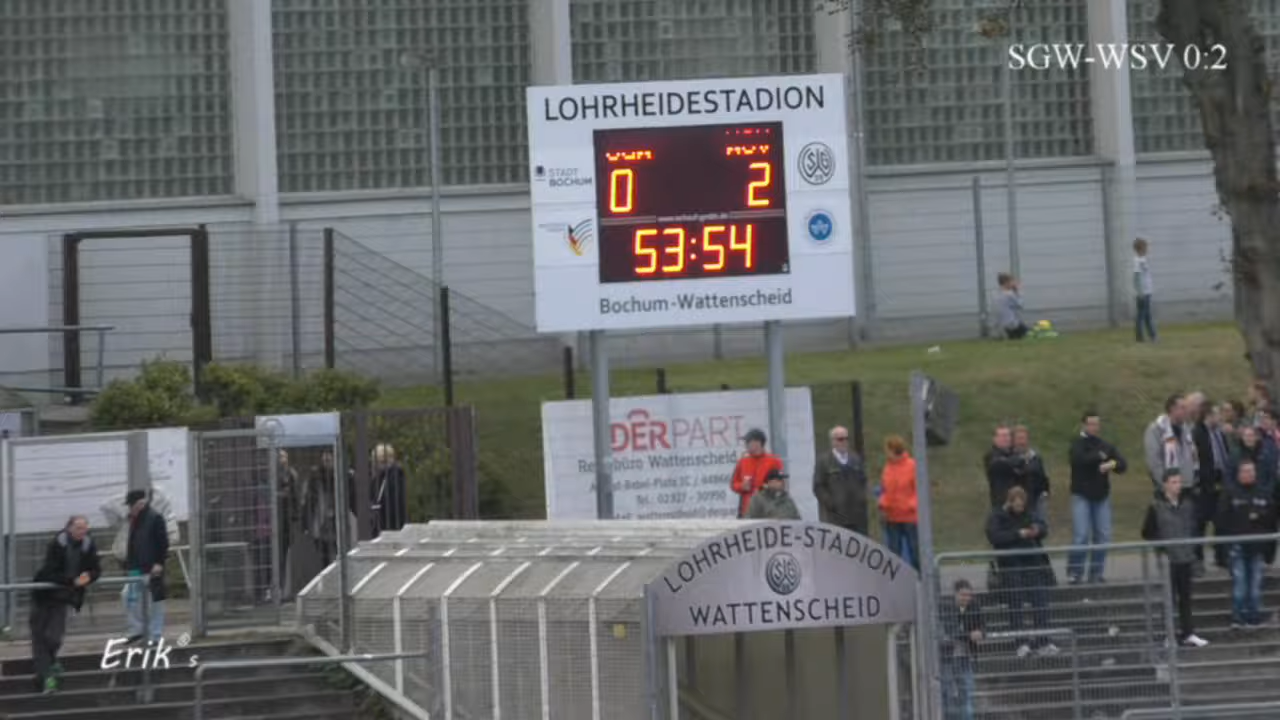 SGW-WSV 0:2
LOHRHEIDESTADION
STADT
BOCHUM
0 2
53:54
Bochum-Wattenscheid
DERPART
Reisebüro Wattenscheid
LOHRHEIDE-STADION
WATTENSCHEID
Erik's